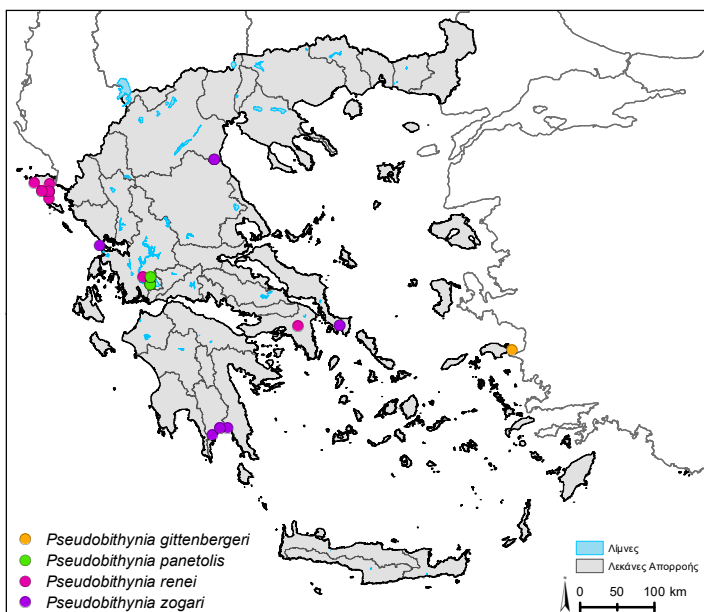 Pseudobithynia gittenbergeri
Pseudobithynia panetolis
Pseudobithynia renei
Pseudobithynia zogari
Λίμνες
Λεκάνες Απορροής
0 50 100 km